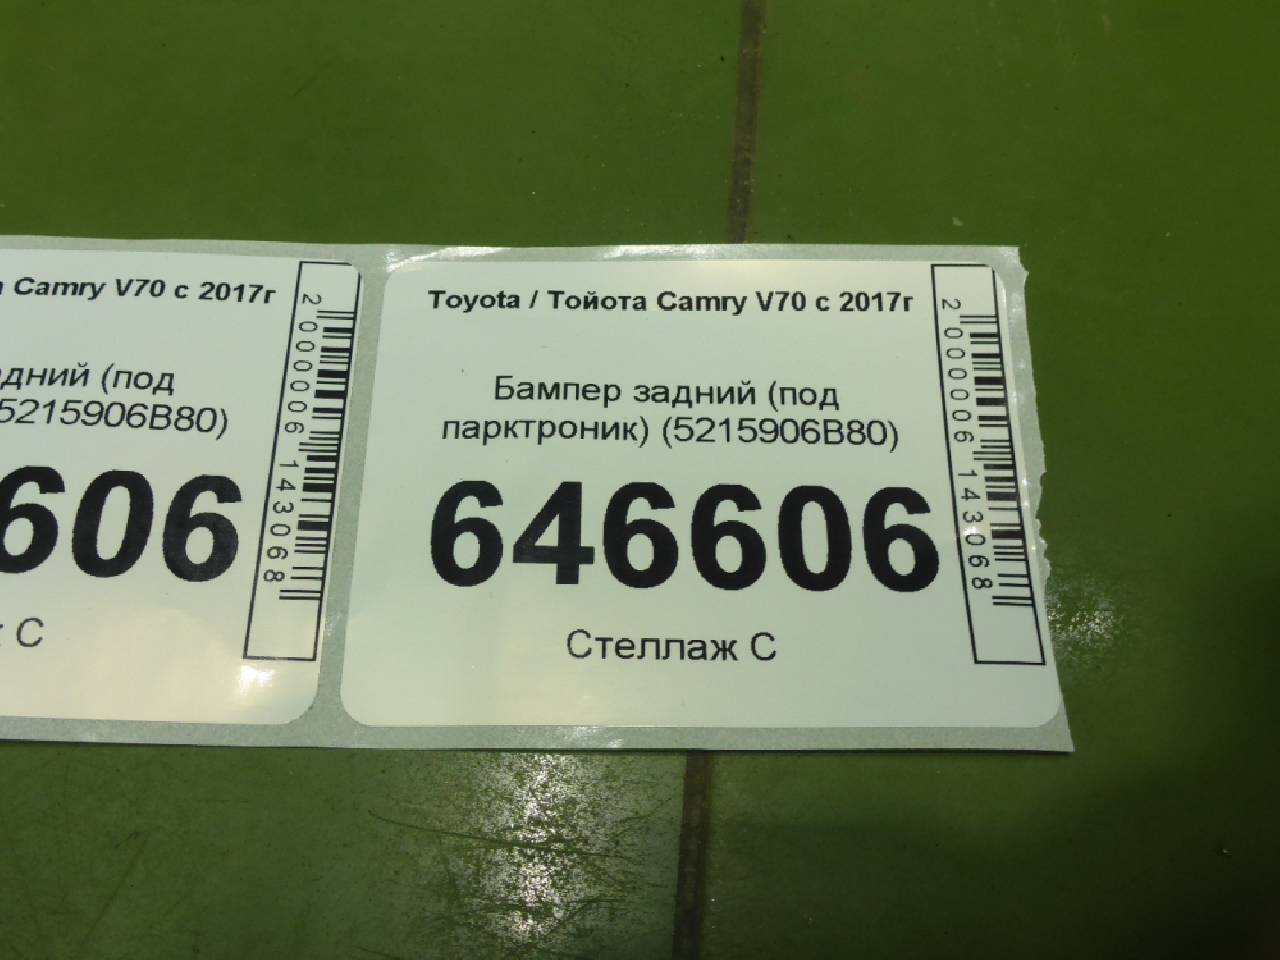 Camry V70 с 2017г
(под
5215906B80)
606
С
2000006143068
Toyota / Тойота Camry V70 с 2017г
Бампер задний (под
парктроник) (5215906B80)
646606
Стеллаж С
2000006143068